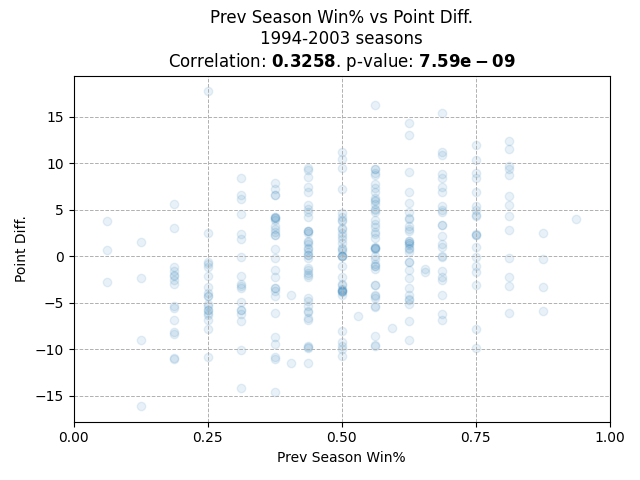 Prev Season Win% vs Point Diff.
1994-2003 seasons
Correlation: 0.3258. p-value: 7.59e − 09
15
10
5
0
−5
−10
−15
Point Diff.
0.00 0.25 0.50 0.75 1.00
Prev Season Win%